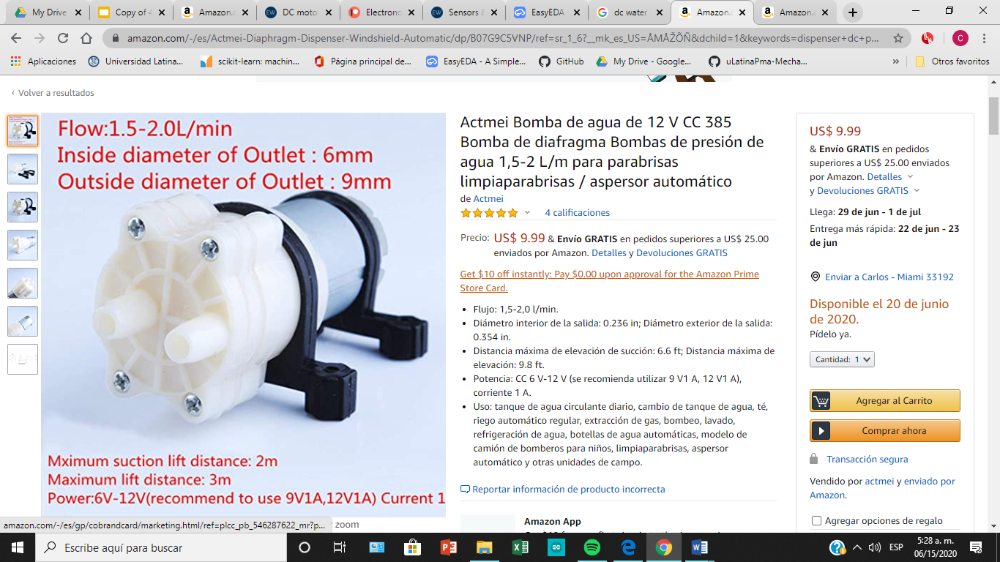 My Drive
Copy of 4
Amazon.c
DC motor
Electrono
Sensors &
EasyEDA
dc water
Amazon.c
Amazon.c
amazon.com/-/es/Actmei-Diaphragm-Dispenser-Windshield-Automatic/dp/B07G9C5VNP/ref=sr_1_6?__mk_es_US=ÅMÅŽÕÑ&dchild=1&keywords=dispenser+dc+p...
C
Aplicaciones
Universidad Latina...
scikit-learn: machin...
Página principal de...
EasyEDA - A Simple...
GitHub
My Drive - Google...
uLatinaPma-Mecha...
»
Otros favoritos
‹ Volver a resultados
Flow:1.5-2.0L/min
Inside diameter of Outlet : 6mm
Outside diameter of Outlet : 9mm
Mximum suction lift distance: 2m
Maximum lift distance: 3m
Power:6V-12V(recommend to use 9V1A,12V1A) Current 1
Actmei Bomba de agua de 12 V CC 385
Bomba de diafragma Bombas de presión de
agua 1,5-2 L/m para parabrisas
limpiaparabrisas / aspersor automático
de Actmei
4 calificaciones
Precio: US$ 9.99 & Envío GRATIS en pedidos superiores a US$ 25.00
enviados por Amazon. Detalles y Devoluciones GRATIS
Get $10 off instantly: Pay $0.00 upon approval for the Amazon Prime
Store Card.
• Flujo: 1,5-2,0 l/min.
• Diámetro interior de la salida: 0.236 in; Diámetro exterior de la salida:
0.354 in.
• Distancia máxima de elevación de succión: 6.6 ft; Distancia máxima de
elevación: 9.8 ft.
• Potencia: CC 6 V-12 V (se recomienda utilizar 9 V1 A, 12 V1 A),
corriente 1 A.
• Uso: tanque de agua circulante diario, cambio de tanque de agua, té,
riego automático regular, extracción de gas, bombeo, lavado,
refrigeración de agua, botellas de agua automáticas, modelo de
camión de bomberos para niños, limpiaparabrisas, aspersor
automático y otras unidades de campo.
Reportar información de producto incorrecta
Amazon App
US$ 9.99
& Envío GRATIS en pedidos
superiores a US$ 25.00 enviados
por Amazon. Detalles
y Devoluciones GRATIS
Llega: 29 de jun - 1 de jul
Entrega más rápida: 22 de jun - 23
de jun
Enviar a Carlos - Miami 33192
Disponible el 20 de junio
de 2020.
Pídelo ya.
Cantidad: 1
Agregar al Carrito
Comprar ahora
Transacción segura
Vendido por actmei y enviado por
Amazon.
Agregar opciones de regalo
amazon.com/-/es/gp/cobrandcard/marketing.html/ref=plcc_pb_546287622_mr?p...
zoom
Escribe aquí para buscar
ESP
5:28 a. m.
06/15/2020